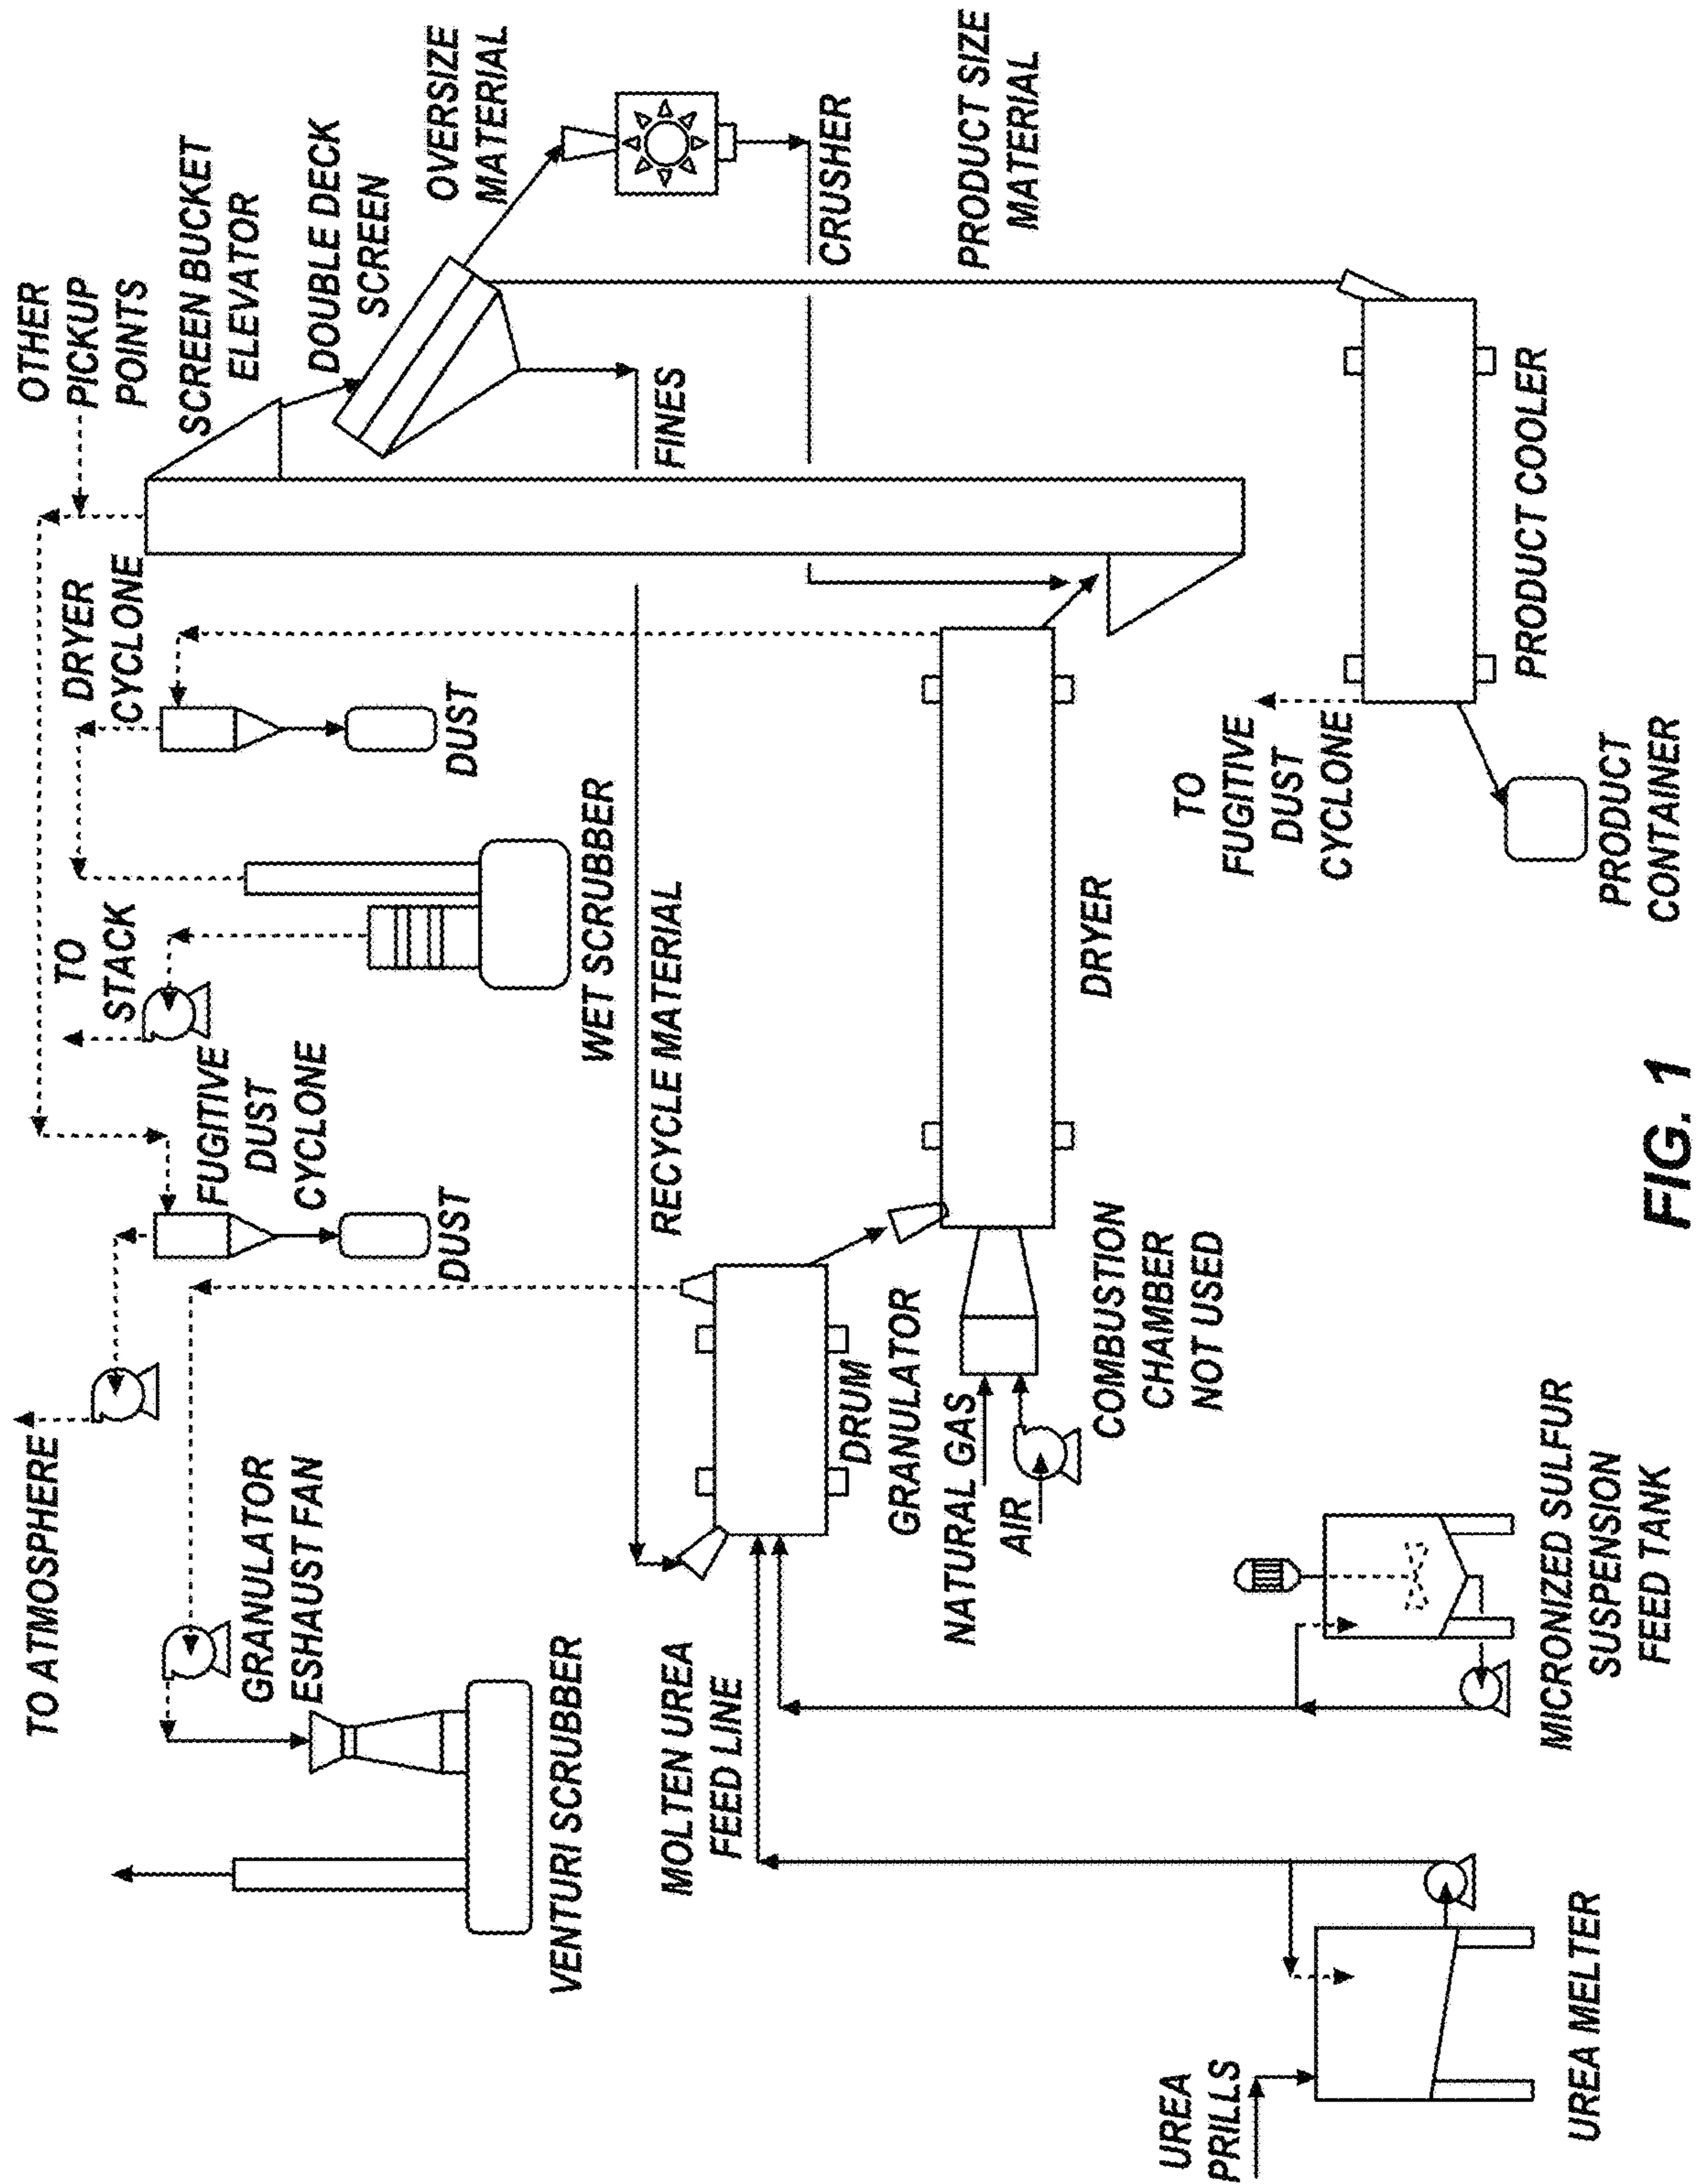 OTHER
PICKUP
POINTS
SCREEN BUCKET
ELEVATOR
DOUBLE DECK
SCREEN
OVERSIZE
MATERIAL
DRYER
CYCLONE
DUST
FINES
CRUSHER
PRODUCT SIZE
MATERIAL
TO
STACK
WET SCRUBBER
FUGITIVE
DUST
CYCLONE
DUST
RECYCLE MATERIAL
DRYER
TO
FUGITIVE
DUST
CYCLONE
PRODUCT COOLER
PRODUCT
CONTAINER
TO ATMOSPHERE
GRANULATOR
ESHAUST FAN
VENTURI SCRUBBER
DRUM
GRANULATOR
NATURAL GAS
AIR
COMBUSTION
CHAMBER
NOT USED
MOLTEN UREA
FEED LINE
MICRONIZED SULFUR
SUSPENSION
FEED TANK
UREA
PRILLS
UREA MELTER
FIG. 1